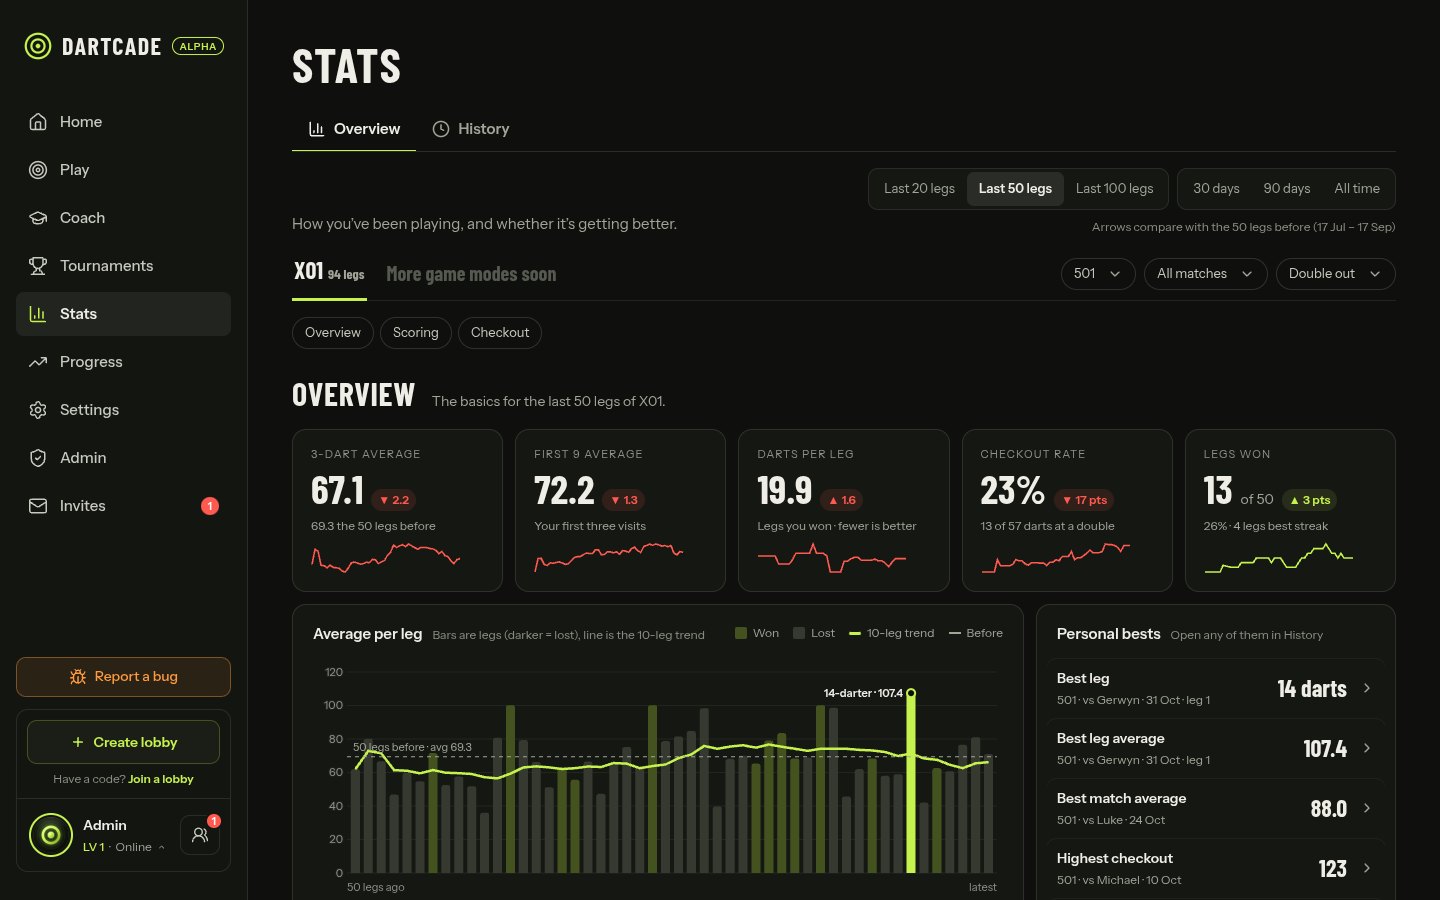 DARTCADE ALPHA
Home
Play
Coach
Tournaments
Stats
Progress
Settings
Admin
Invites 1
Report a bug
+ Create lobby
Have a code? Join a lobby
Admin
LV 1 · Online
1
STATS
Overview History
Last 20 legs Last 50 legs Last 100 legs 30 days 90 days All time
How you've been playing, and whether it's getting better.
Arrows compare with the 50 legs before (17 Jul – 17 Sep)
X01 94 legs More game modes soon
501 All matches Double out
Overview Scoring Checkout
OVERVIEW The basics for the last 50 legs of X01.
3-DART AVERAGE
67.1 ▼ 2.2
69.3 the 50 legs before
FIRST 9 AVERAGE
72.2 ▼ 1.3
Your first three visits
DARTS PER LEG
19.9 ▲ 1.6
Legs you won · fewer is better
CHECKOUT RATE
23% ▼ 17 pts
13 of 57 darts at a double
LEGS WON
13 of 50 ▲ 3 pts
26% · 4 legs best streak
Average per leg Bars are legs (darker = lost), line is the 10-leg trend
Won Lost 10-leg trend Before
120
100
80
60
40
20
0
14-darter · 107.4
50 legs before · avg 69.3
50 legs ago latest
Personal bests Open any of them in History
Best leg
501 · vs Gerwyn · 31 Oct · leg 1
14 darts
Best leg average
501 · vs Gerwyn · 31 Oct · leg 1
107.4
Best match average
501 · vs Luke · 24 Oct
88.0
Highest checkout
501 · vs Michael · 10 Oct
123